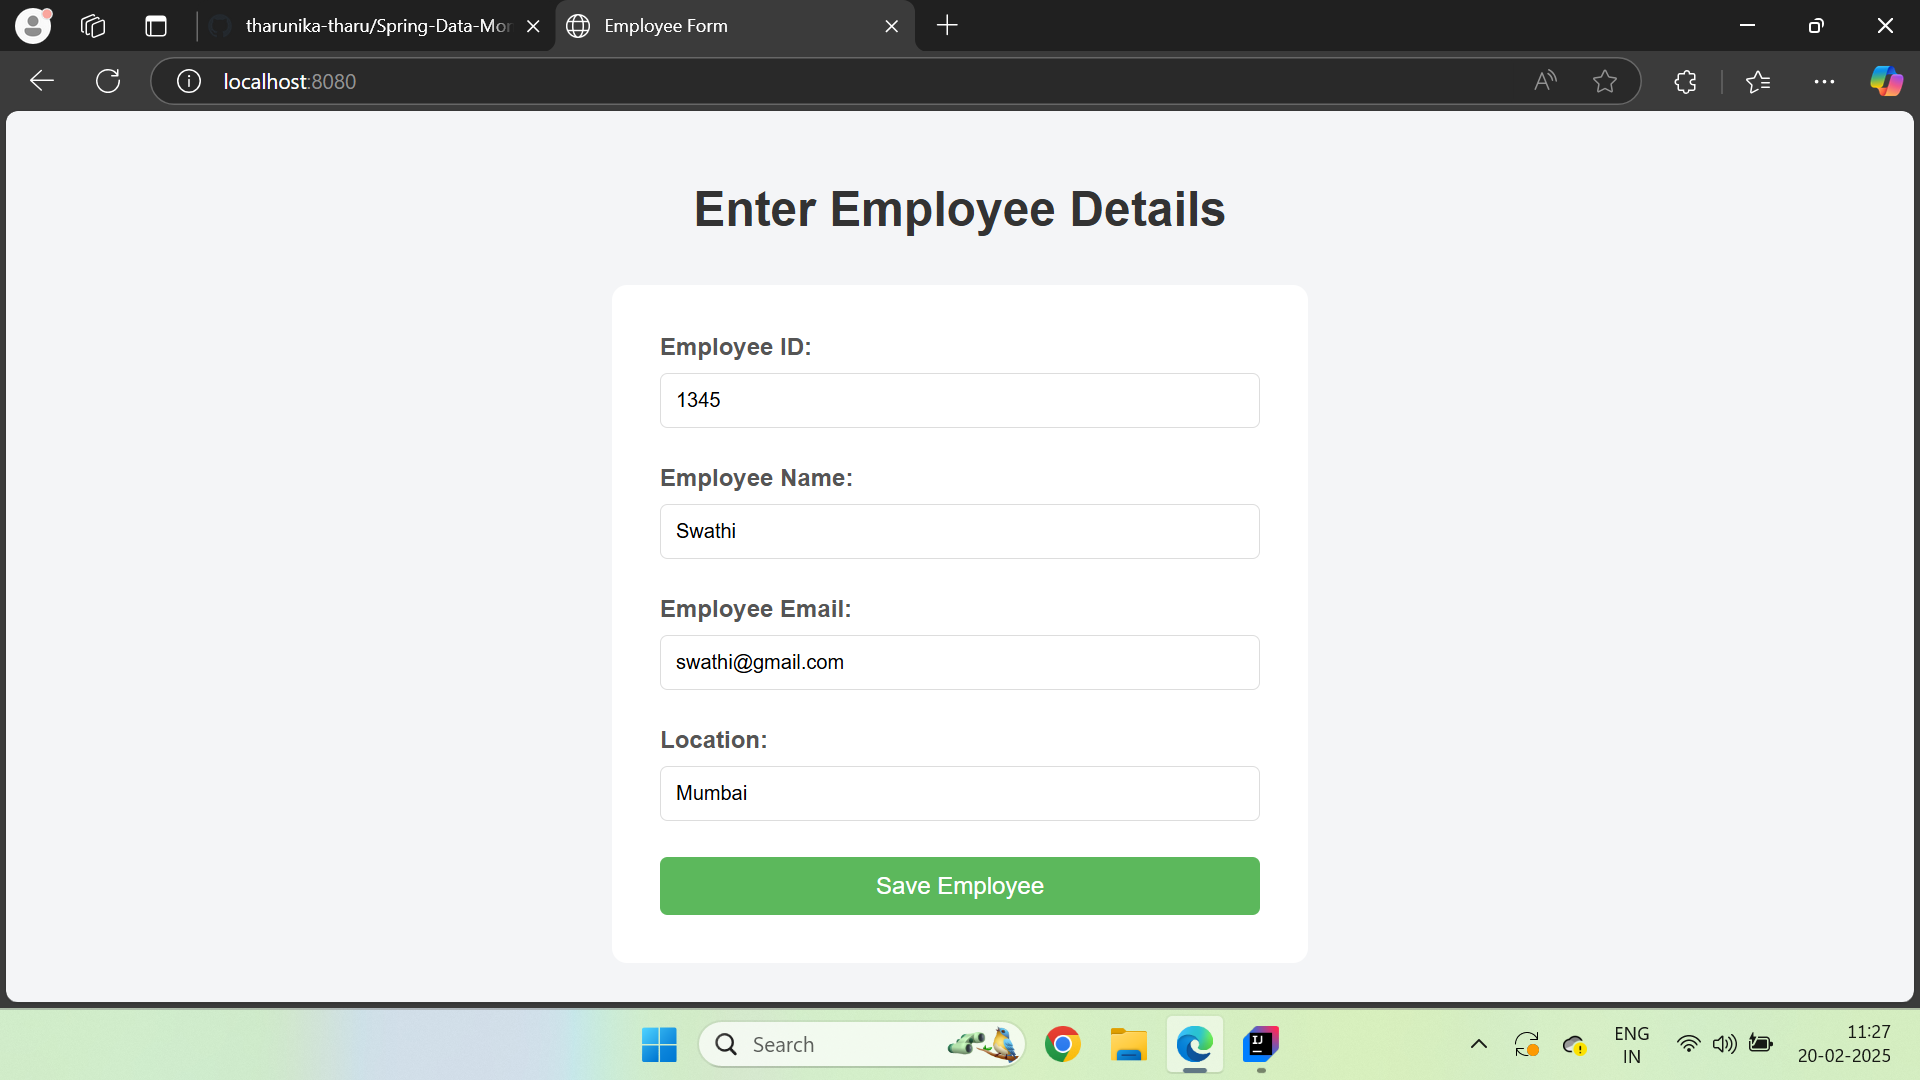 tharunika-tharu/Spring-Data-Mor
Employee Form
localhost:8080
Enter Employee Details
Employee ID:
1345
Employee Name:
Swathi
Employee Email:
swathi@gmail.com
Location:
Mumbai
Save Employee
Search
IJ
ENG
IN
11:27
20-02-2025